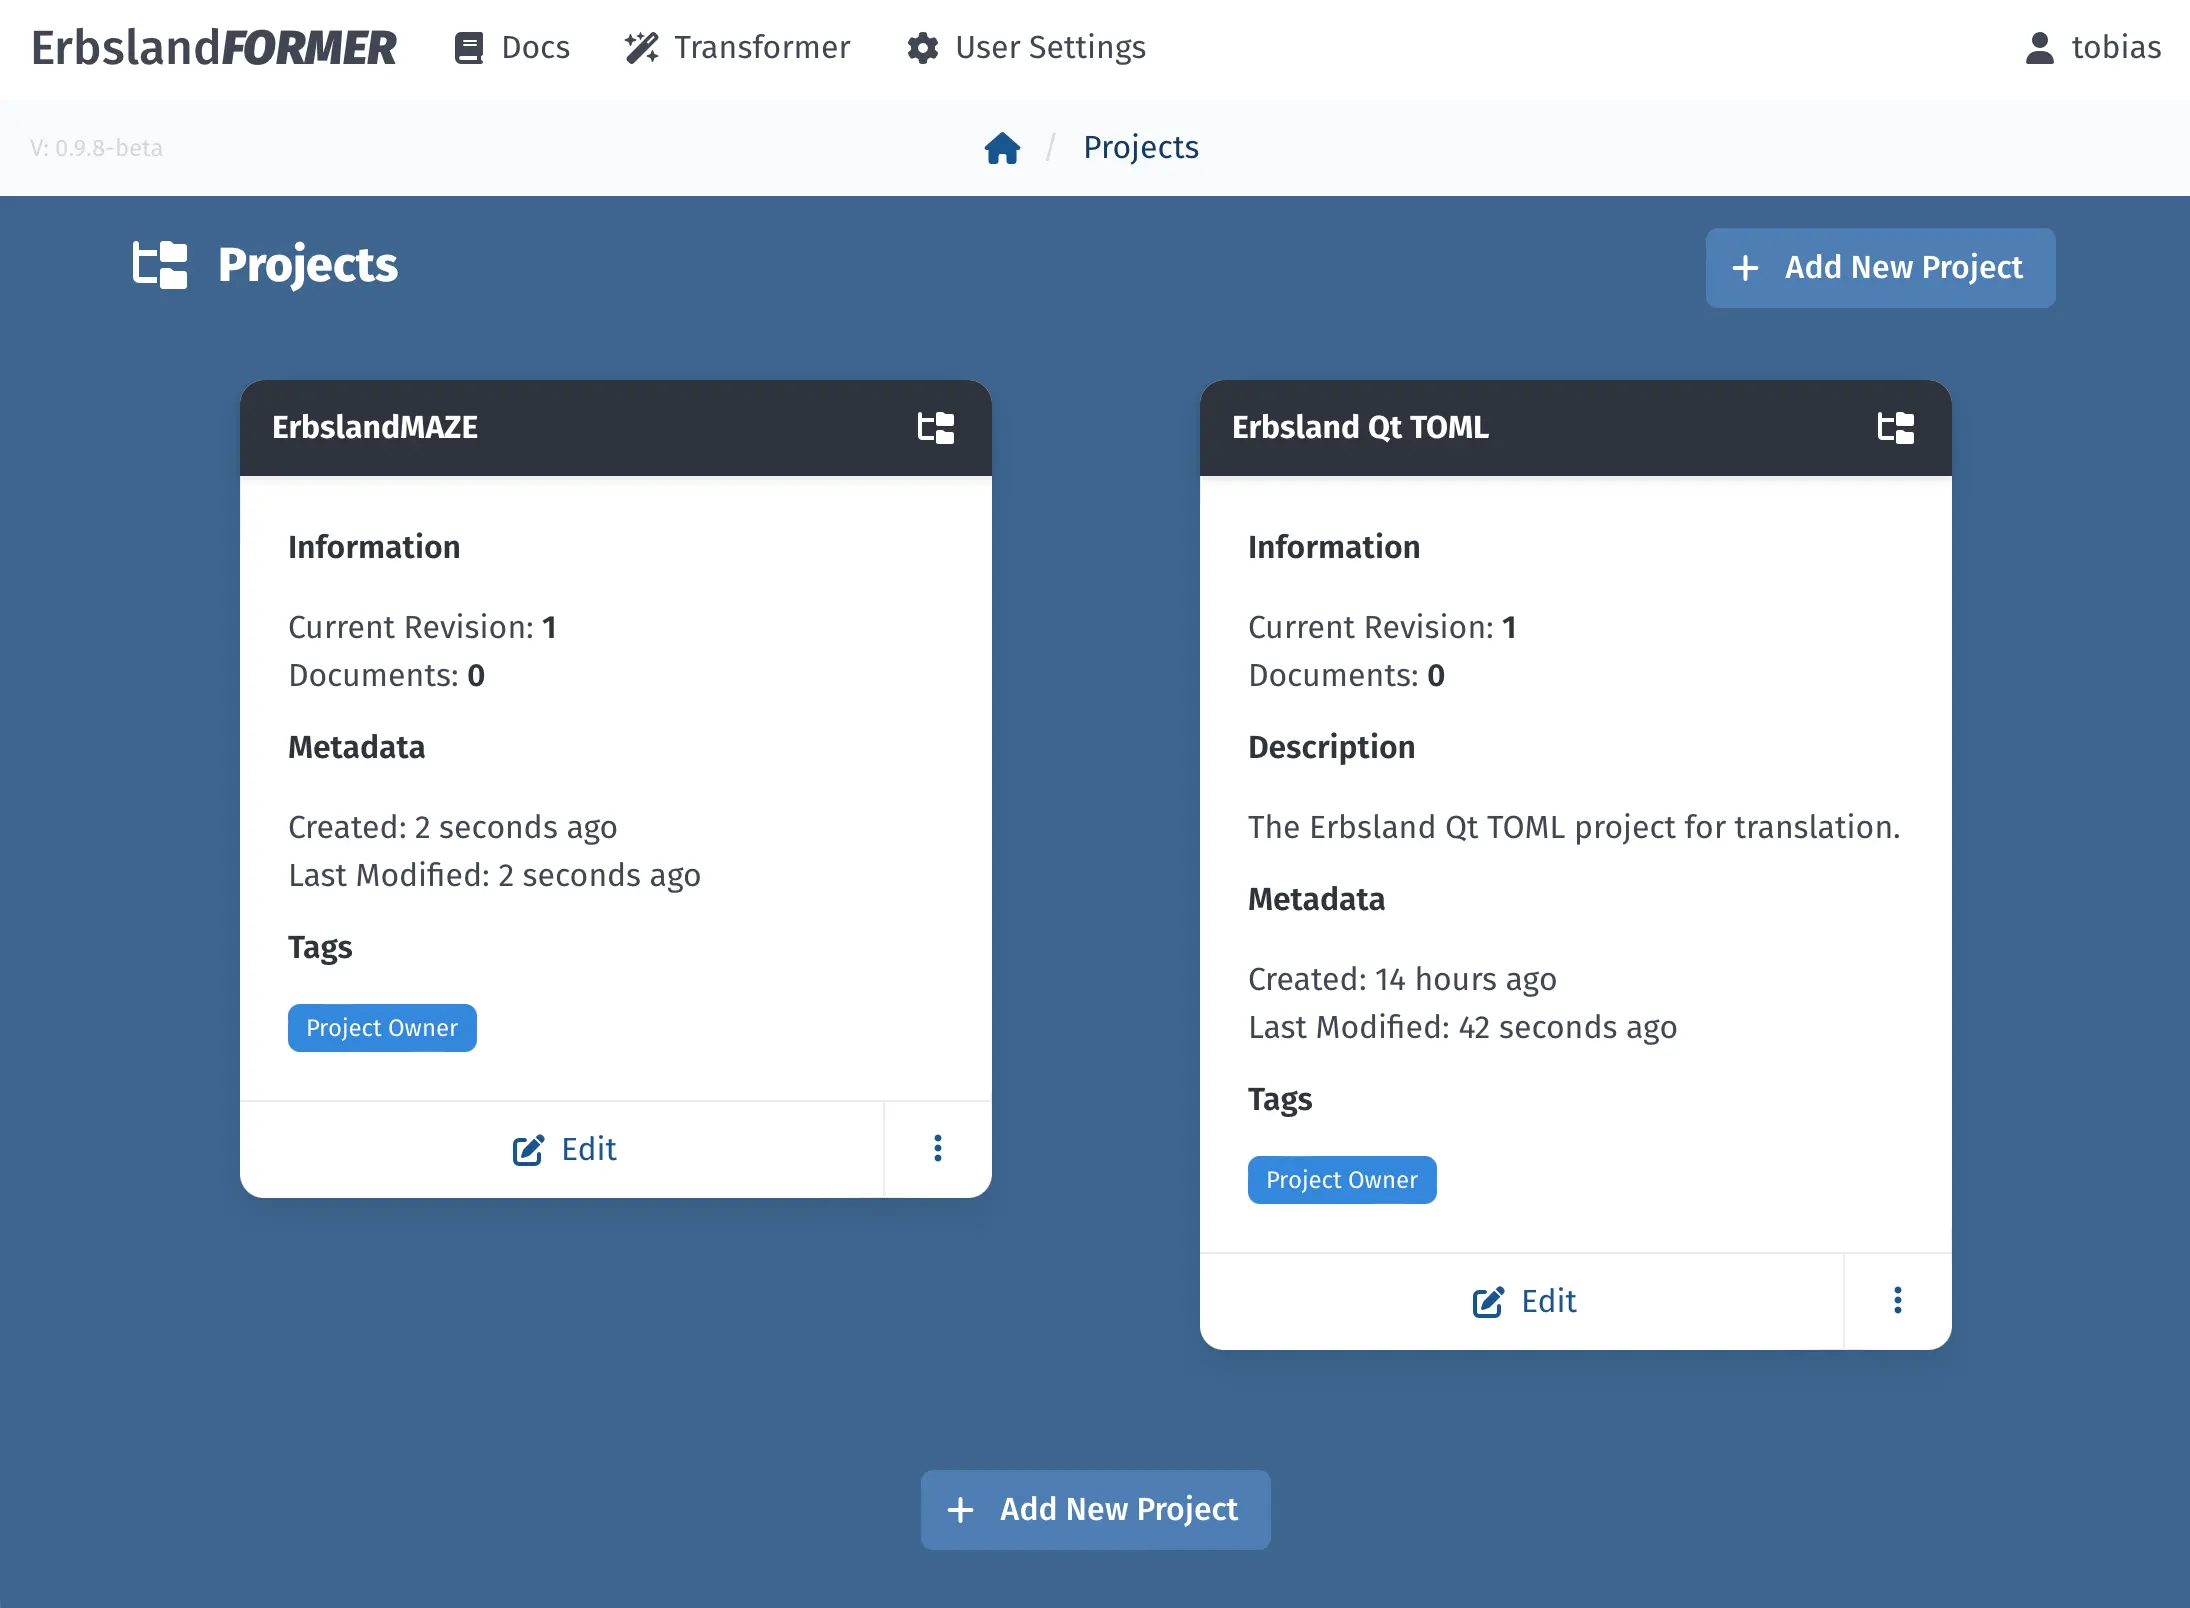 ErbslandFORMER Docs Transformer User Settings tobias
V: 0.9.8-beta / Projects
Projects
+ Add New Project
ErbslandMAZE
Information
Current Revision: 1
Documents: 0
Metadata
Created: 2 seconds ago
Last Modified: 2 seconds ago
Tags
Project Owner
Edit
Erbsland Qt TOML
Information
Current Revision: 1
Documents: 0
Description
The Erbsland Qt TOML project for translation.
Metadata
Created: 14 hours ago
Last Modified: 42 seconds ago
Tags
Project Owner
Edit
+ Add New Project